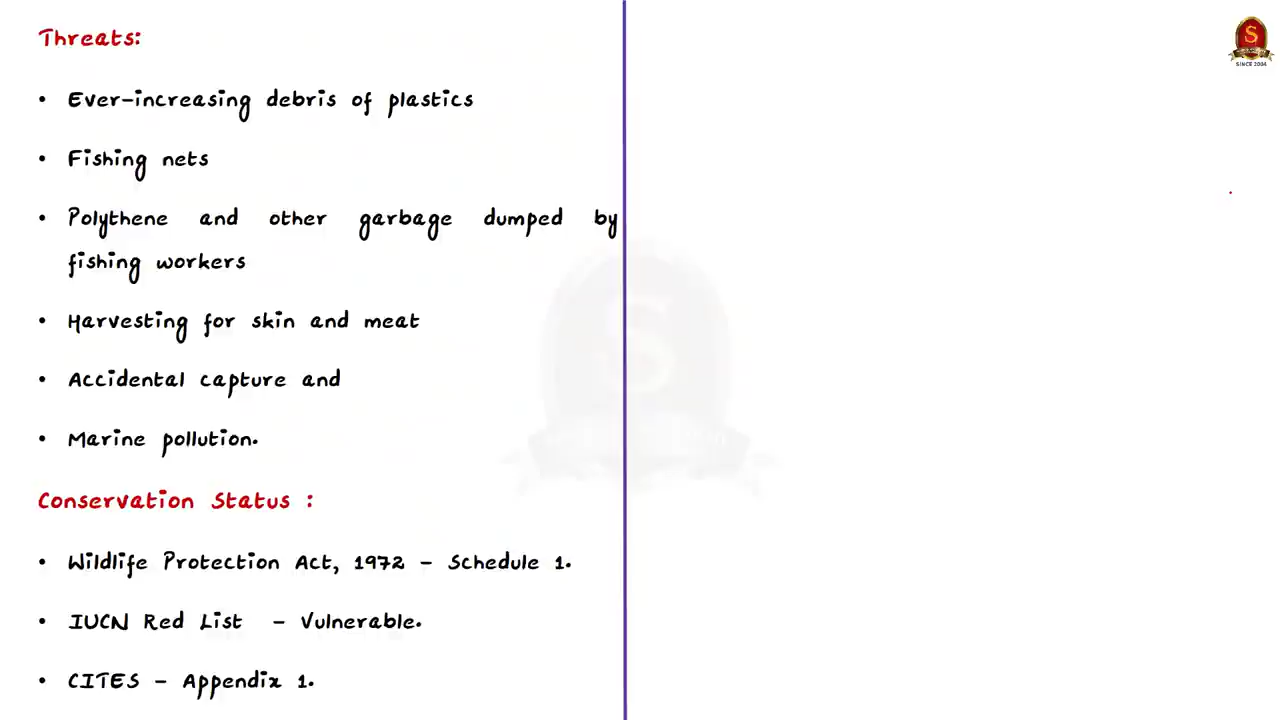 Threats:
• Ever-increasing debris of plastics
• Fishing nets
• Polythene and other garbage dumped by
fishing workers
• Harvesting for skin and meat
• Accidental capture and
• Marine pollution.
Conservation Status :
• Wildlife Protection Act, 1972 – Schedule 1.
• IUCN Red List – Vulnerable.
• CITES – Appendix 1.
S
SINCE 2004